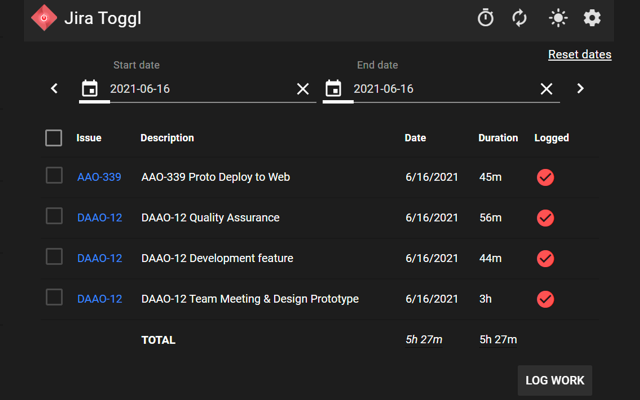 Jira Toggl
Reset dates
Start date End date
2021-06-16 2021-06-16
Issue Description Date Duration Logged
AAO-339 AAO-339 Proto Deploy to Web 6/16/2021 45m
DAAO-12 DAAO-12 Quality Assurance 6/16/2021 56m
DAAO-12 DAAO-12 Development feature 6/16/2021 44m
DAAO-12 DAAO-12 Team Meeting & Design Prototype 6/16/2021 3h
TOTAL 5h 27m 5h 27m
LOG WORK